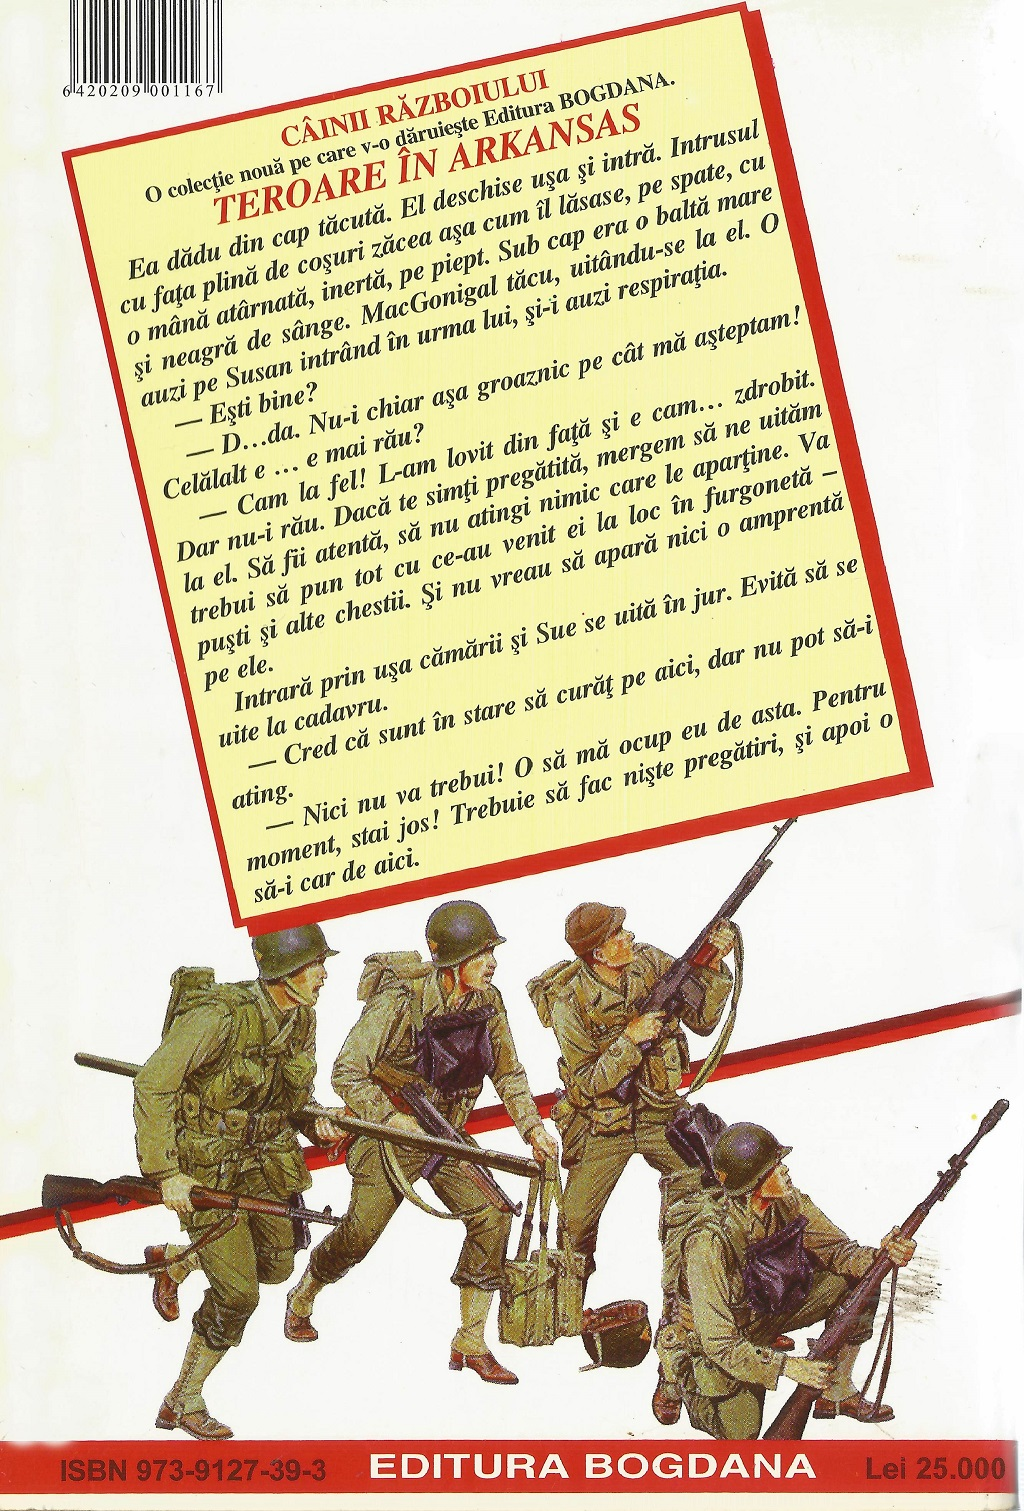 6420209 001167
CÂINII RĂZBOIULUI
O colecţie nouă pe care v-o dăruieşte Editura BOGDANA.
TEROARE ÎN ARKANSAS
Ea dădu din cap tăcută. El deschise uşa şi intră. Intrusul
cu faţa plină de coşuri zăcea aşa cum îl lăsase, pe spate, cu
o mână atârnată, inertă, pe piept. Sub cap era o baltă mare
şi neagră de sânge. MacGonigal tăcu, uitându-se la el. O
auzi pe Susan intrând în urma lui, şi-i auzi respiraţia.
— Eşti bine?
— D...da. Nu-i chiar aşa groaznic pe cât mă aşteptam!
Celălalt e ... e mai rău?
— Cam la fel! L-am lovit din faţă şi e cam... zdrobit.
Dar nu-i rău. Dacă te simţi pregătită, mergem să ne uităm
la el. Să fii atentă, să nu atingi nimic care le aparţine. Va
trebui să pun tot cu ce-au venit ei la loc în furgonetă –
puşti şi alte chestii. Şi nu vreau să apară nici o amprentă
pe ele.
Intrară prin uşa cămării şi Sue se uită în jur. Evită să se
uite la cadavru.
— Cred că sunt în stare să curăţ pe aici, dar nu pot să-i
ating.
— Nici nu va trebui! O să mă ocup eu de asta. Pentru
moment, stai jos! Trebuie să fac nişte pregătiri, şi apoi o
să-i car de aici.
ISBN 973-9127-39-3 EDITURA BOGDANA Lei 25.000